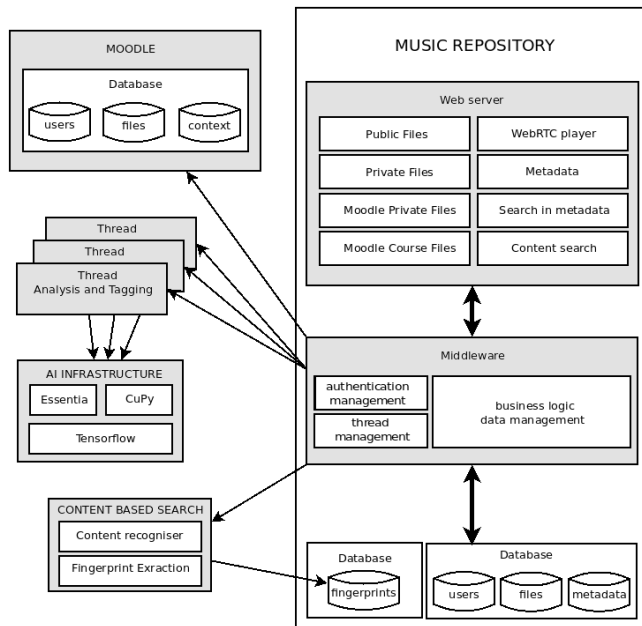 MOODLE
Database
users
files
context
Thread
Thread
Thread
Analysis and Tagging
AI INFRASTRUCTURE
Essentia
CuPy
Tensorflow
CONTENT BASED SEARCH
Content recogniser
Fingerprint Exraction
MUSIC REPOSITORY
Web server
Public Files
WebRTC player
Private Files
Metadata
Moodle Private Files
Search in metadata
Moodle Course Files
Content search
Middleware
authentication
management
thread
management
business logic
data management
Database
fingerprints
Database
users
files
metadata